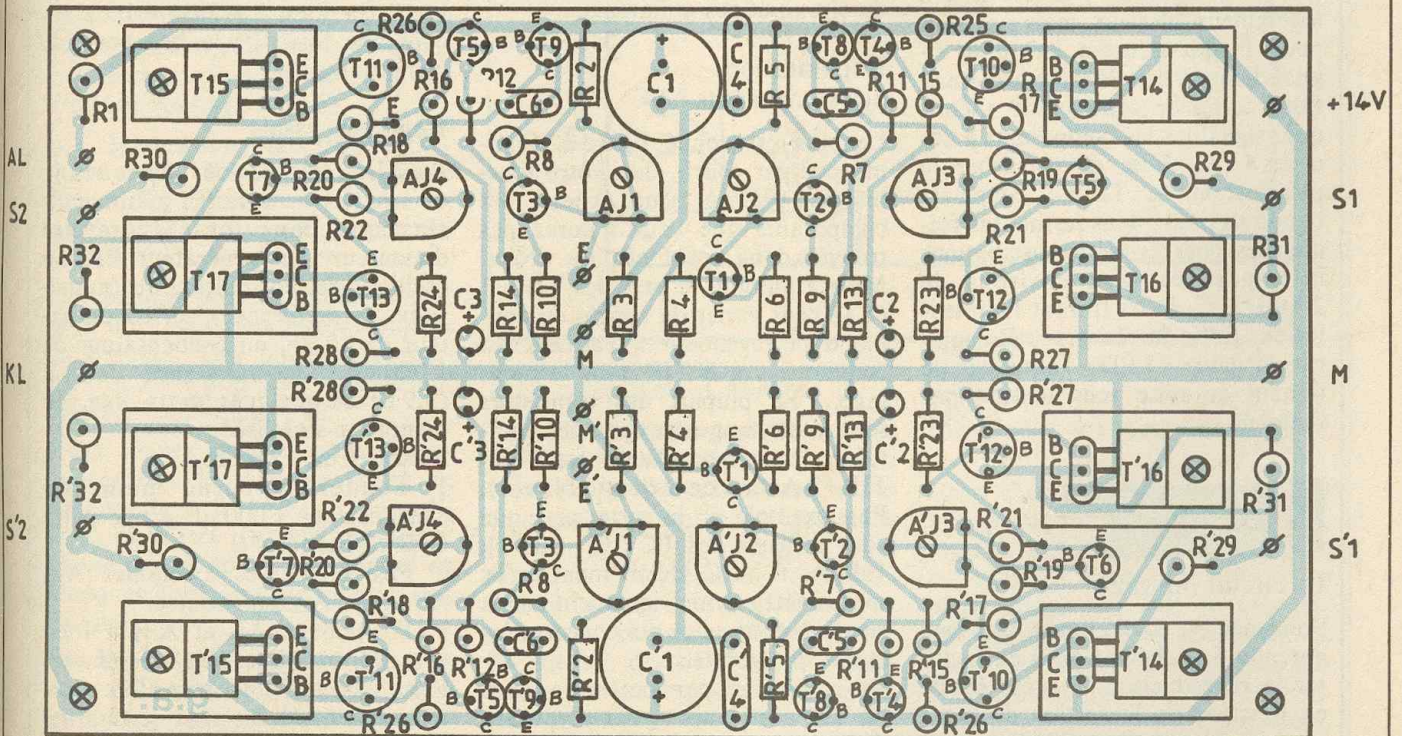 R26 C T5 B E T9 B C R2 + C1 C4 R5 E T8 B C C T4 B E R25 C
T11 B E R16 R12 C6 C5 R11 15 T10 B E R 17
R1 T15 E C B B C E T14 +14V
AL R18 R8 R7
R30 C T7 B E R20 AJ4 C T3 B E AJ1 AJ2 C T2 B AJ3 R19 C T5 E R29
S2 R22 R21 S1
R32 T17 E C B E B T13 C R24 C3 + R14 R10 E R3 R4 C T1 B E R6 R9 R13 C2 + R23 E B T12 C B C E T16 R31
R28 M R27
KL M
R'28 R'27
R'32 T'17 E C B C T'13 B E R'24 C'3 + R'14 R'10 M' E' R'3 R'4 E B T'1 C R'6 R'9 R'13 C'2 + R'23 C T'12 B E B C E T'16 R'31
S'2 R'22 A'J4 E B T'3 C A'J1 A'J2 E B T'2 C A'J3 R'21 S'1
R'30 E B T'7 C R'20 R'8 R'7 R'19 E B T6 C R'29
R'18 R'17
T'15 E C B E B T'11 C R'16 R'12 C'6 R'2 C'1 + C'4 R'5 C'5 R'11 R'15 E B T'10 C B C E T'14
R'26 B T'5 C C T'9 B E E T'8 B C E B T'4 C R'26
g.a.